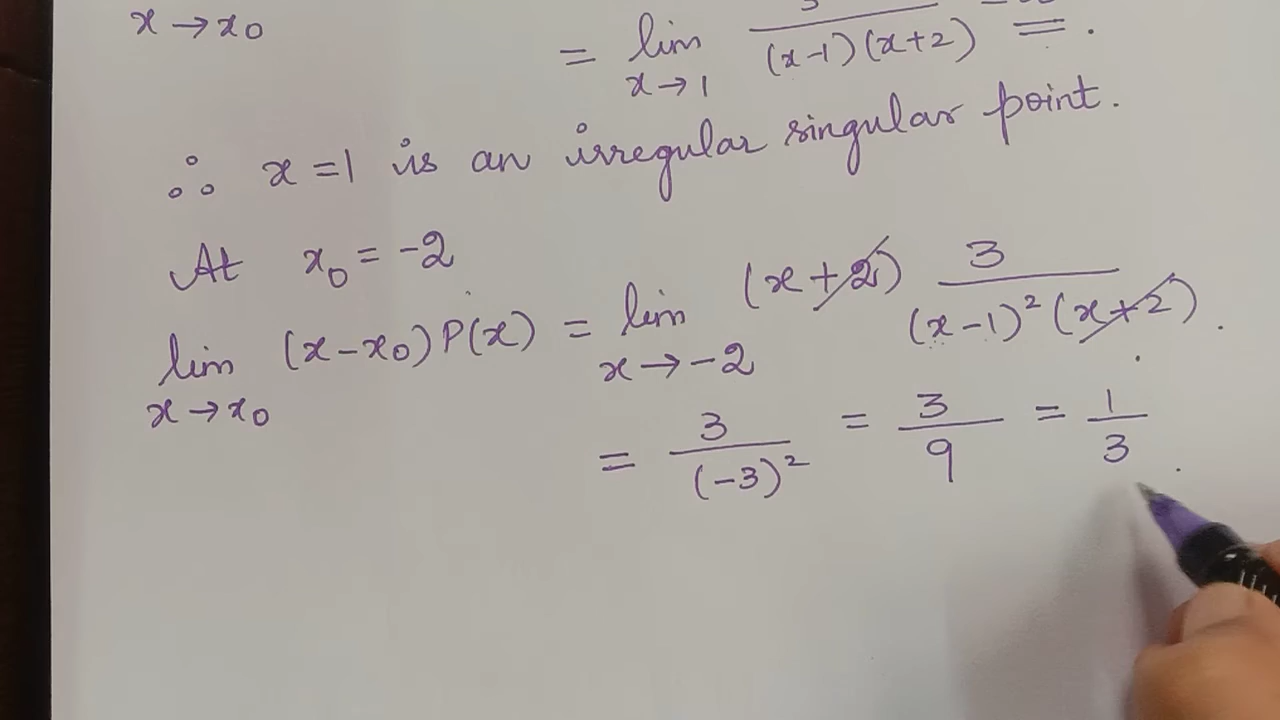 x → x₀
= lim x → 1 3/((x-1)(x+2)) = .
∴ x = 1 is an irregular singular point.
At x₀ = -2
lim x → x₀ (x - x₀) P(x) = lim x → -2 (x+2) 3/((x-1)² (x+2)) .
= 3/(-3)² = 3/9 = 1/3